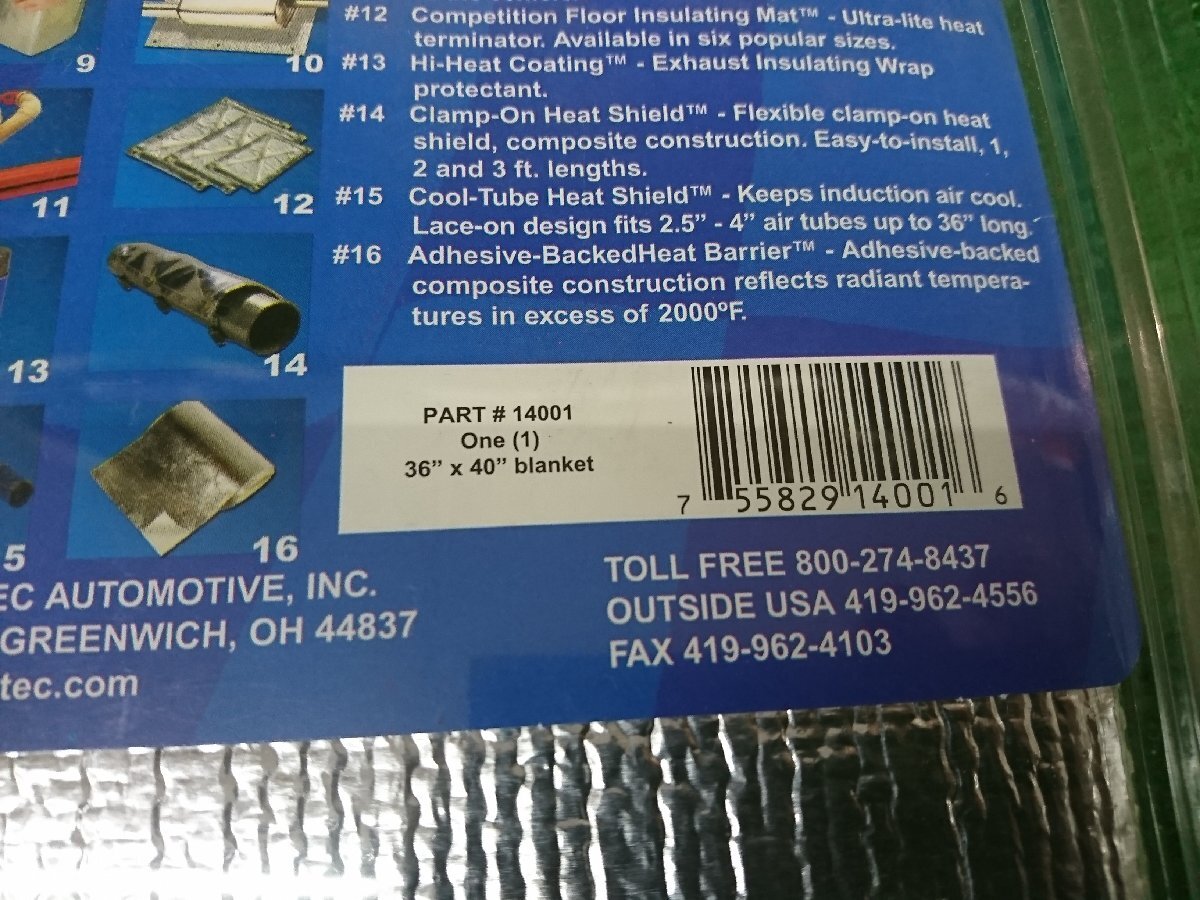 #12 Competition Floor Insulating Mat™ - Ultra-lite heat
terminator. Available in six popular sizes.
#13 Hi-Heat Coating™ - Exhaust Insulating Wrap
protectant.
#14 Clamp-On Heat Shield™ - Flexible clamp-on heat
shield, composite construction. Easy-to-install, 1,
2 and 3 ft. lengths.
#15 Cool-Tube Heat Shield™ - Keeps induction air cool.
Lace-on design fits 2.5” - 4” air tubes up to 36” long.
#16 Adhesive-BackedHeat Barrier™ - Adhesive-backed
composite construction reflects radiant tempera-
tures in excess of 2000ºF.
9
10
11
12
13
14
5
16
PART # 14001
One (1)
36” x 40” blanket
7 55829 14001 6
EC AUTOMOTIVE, INC.
GREENWICH, OH 44837
tec.com
TOLL FREE 800-274-8437
OUTSIDE USA 419-962-4556
FAX 419-962-4103